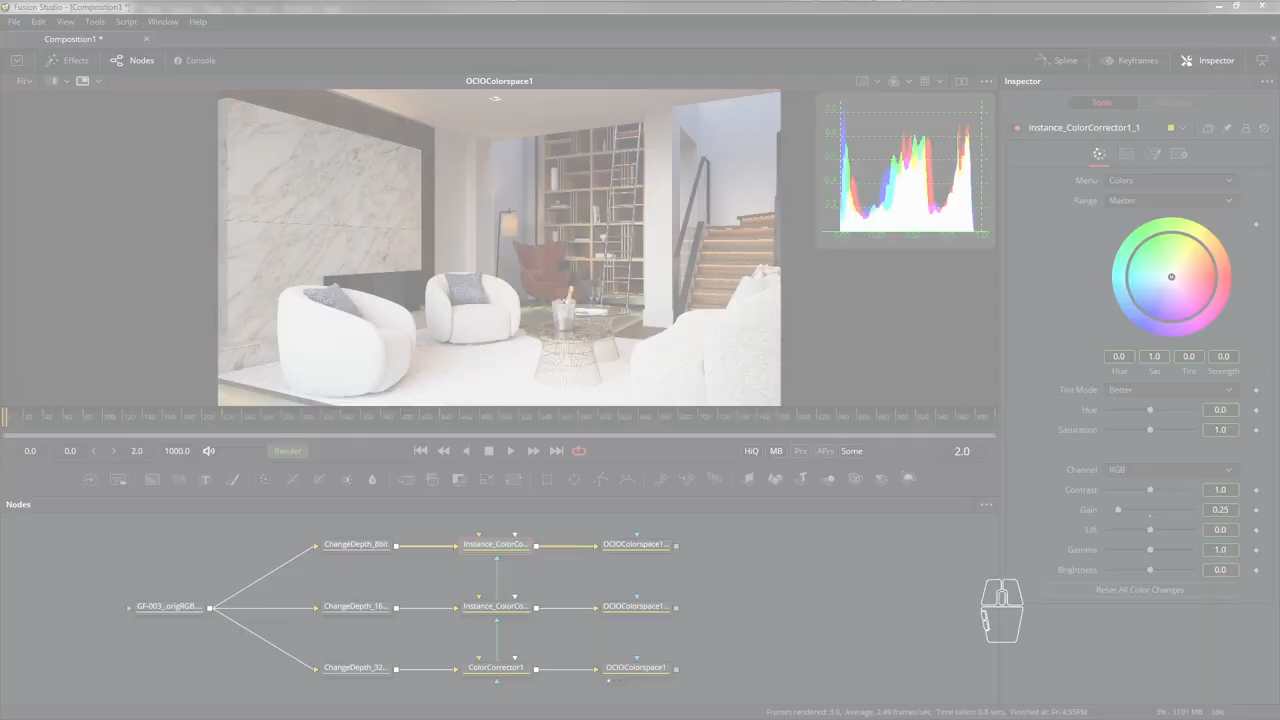 Fusion Studio - [Composition1 *]
File Edit View Tools Script Window Help
Composition1 *
Effects Nodes Console Spline Keyframes Inspector
Fit OCIOColorspace1 Inspector
Tools
Instance_ColorCorrector1_1
Menu Colors
Range Master
0.0 1.0 0.0 0.0
Hue Sat Tint Strength
Tint Mode Better
Hue 0.0
Saturation 1.0
Channel RGB
Contrast 1.0
Gain 0.25
Lift 0.0
Gamma 1.0
Brightness 0.0
Reset All Color Changes
0.0 0.0 2.0 1000.0 Render HiQ MB Prx APrx Some 2.0
Nodes
ChangeDepth_8bit Instance_ColorCo... OCIOColorspace1...
GF-003_.origRGB... ChangeDepth_16... Instance_ColorCo... OCIOColorspace1...
ChangeDepth_32... ColorCorrector1 OCIOColorspace1
Frames rendered: 3.0, Average: 2.49 frames/sec, Time taken: 0.8 secs, Finished at: Fri 4:55PM 3% - 1101 MB Idle